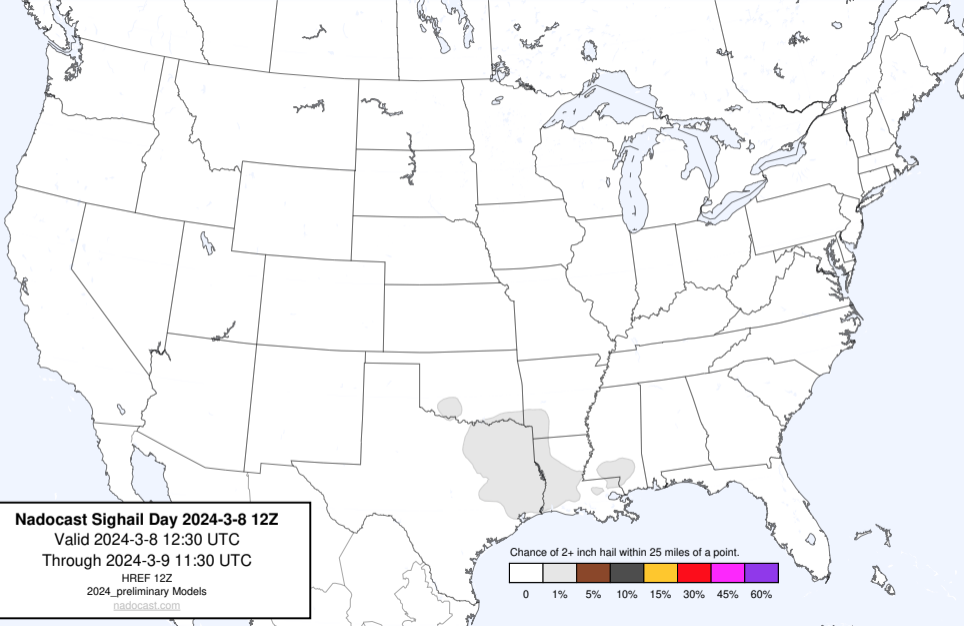 Nadocast Sighail Day 2024-3-8 12Z
Valid 2024-3-8 12:30 UTC
Through 2024-3-9 11:30 UTC
HREF 12Z
2024_preliminary Models
nadocast.com
Chance of 2+ inch hail within 25 miles of a point.
0 1% 5% 10% 15% 30% 45% 60%